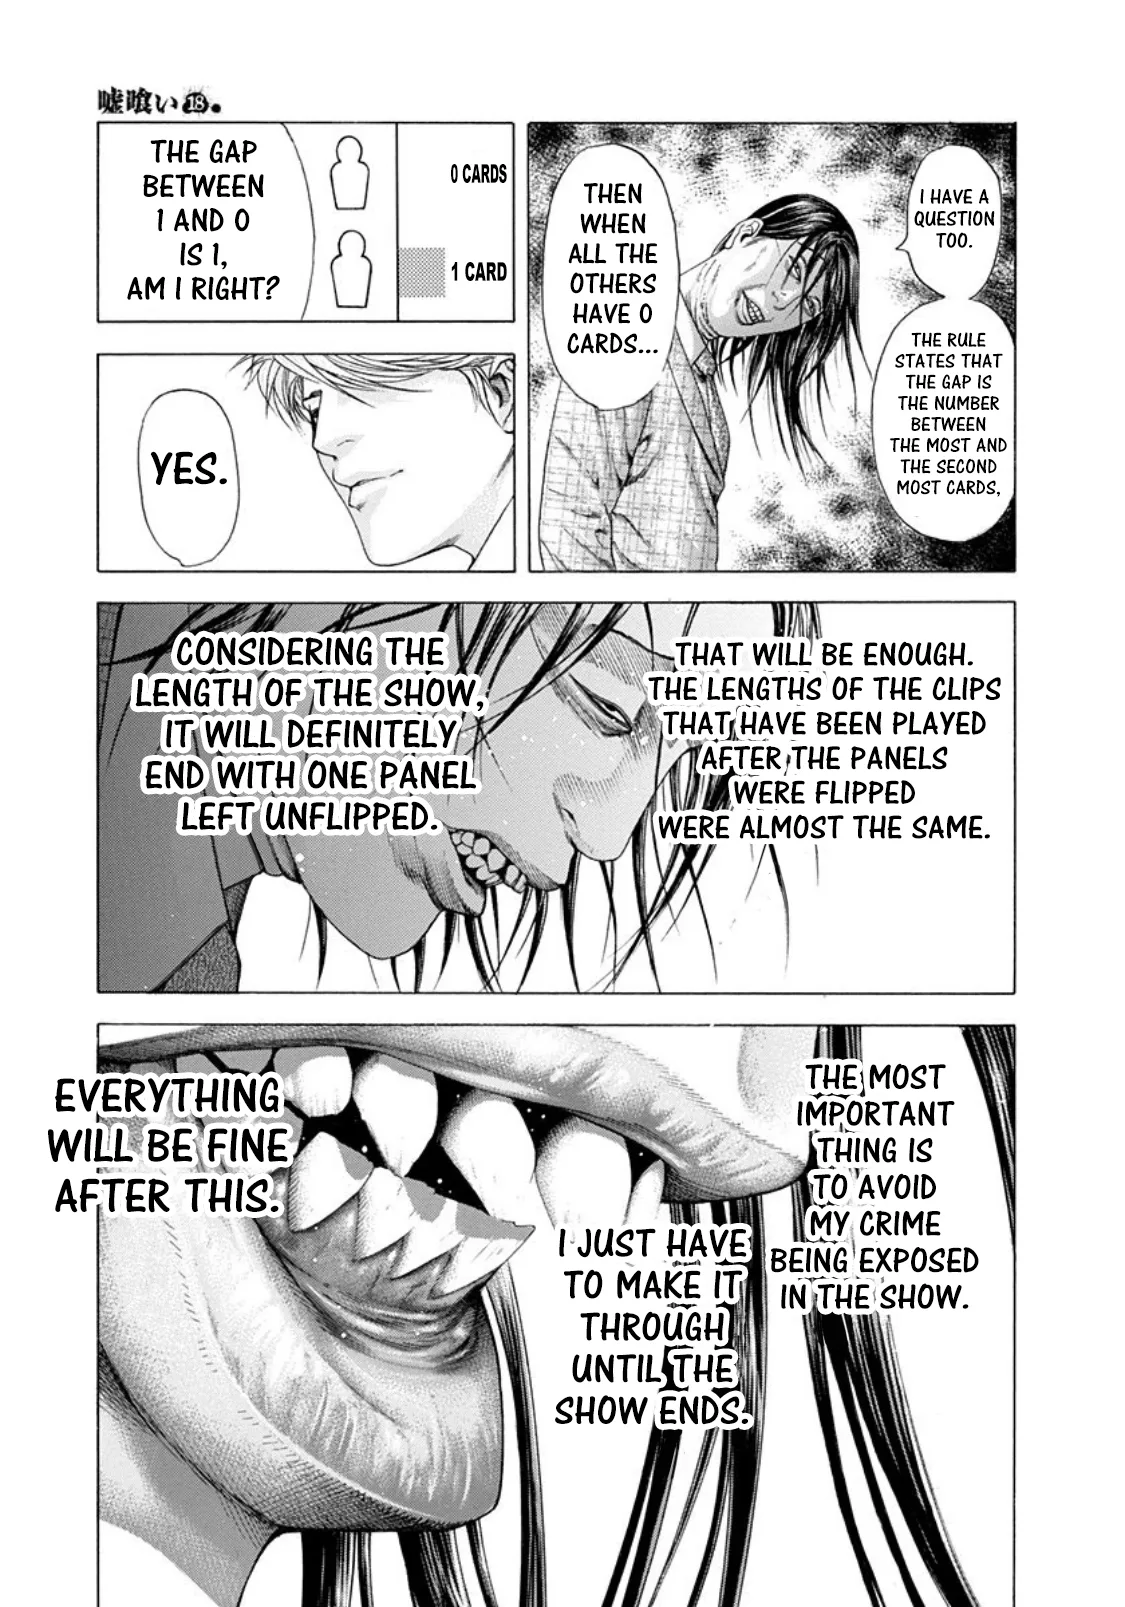 嘘喰い 18
I HAVE A
QUESTION
TOO.
THE RULE
STATES THAT
THE GAP IS
THE NUMBER
BETWEEN
THE MOST AND
THE SECOND
MOST CARDS,
THEN
WHEN
ALL THE
OTHERS
HAVE 0
CARDS...
0 CARDS
1 CARD
THE GAP
BETWEEN
1 AND 0
IS 1,
AM I RIGHT?
YES.
THAT WILL BE ENOUGH.
THE LENGTHS OF THE CLIPS
THAT HAVE BEEN PLAYED
AFTER THE PANELS
WERE FLIPPED
WERE ALMOST THE SAME.
CONSIDERING THE
LENGTH OF THE SHOW,
IT WILL DEFINITELY
END WITH ONE PANEL
LEFT UNFLIPPED.
THE MOST
IMPORTANT
THING IS
TO AVOID
MY CRIME
BEING EXPOSED
IN THE SHOW.
I JUST HAVE
TO MAKE IT
THROUGH
UNTIL THE
SHOW ENDS.
EVERYTHING
WILL BE FINE
AFTER THIS.